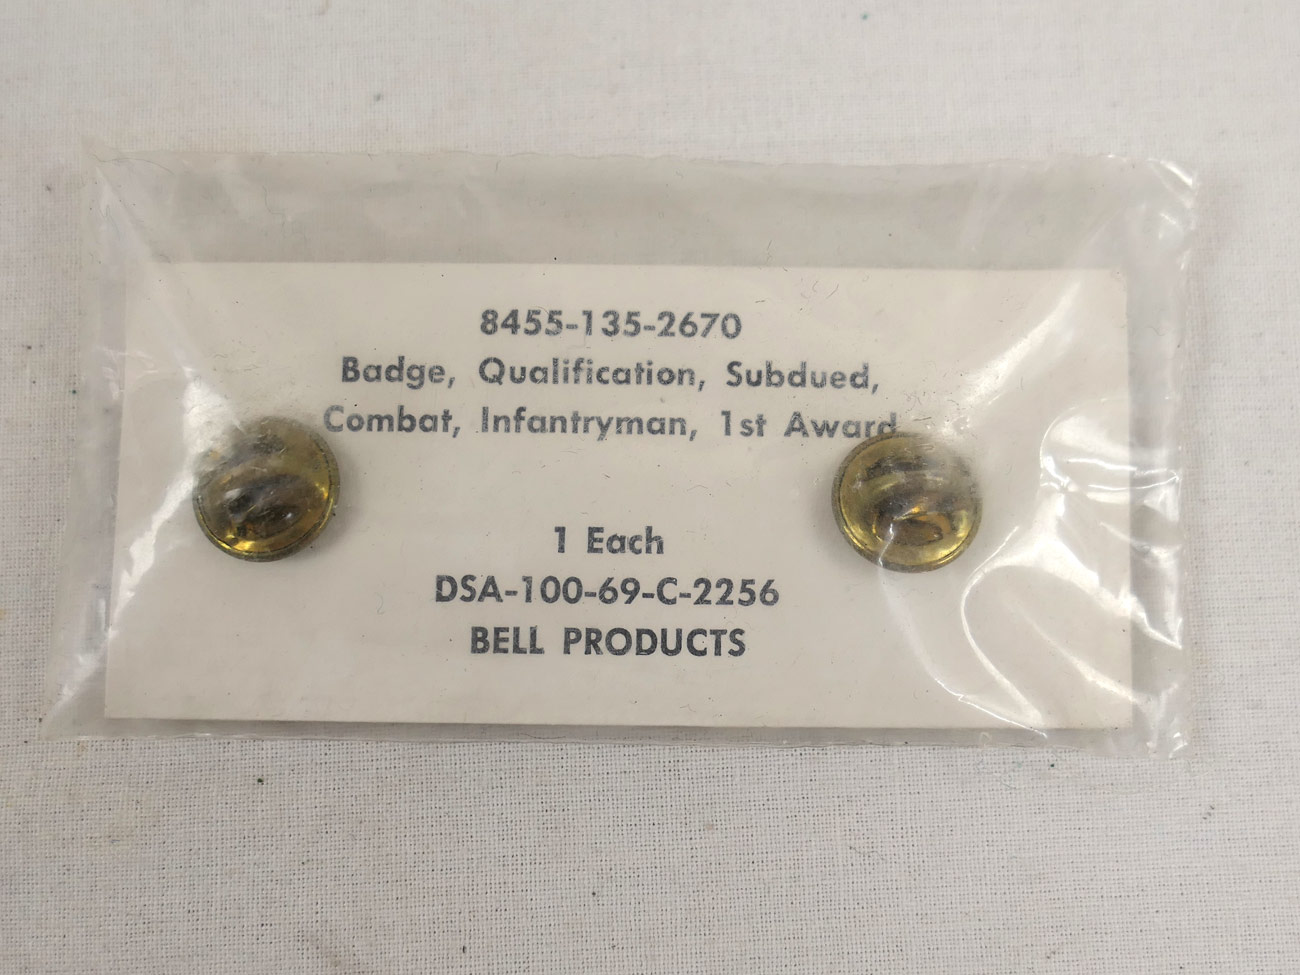 8455-135-2670
Badge, Qualification, Subdued,
Combat, Infantryman, 1st Award
1 Each
DSA-100-69-C-2256
BELL PRODUCTS